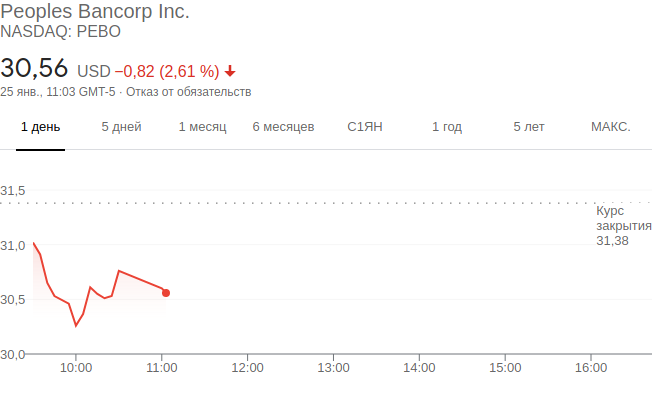 Peoples Bancorp Inc.
NASDAQ: PEBO
30,56 USD −0,82 (2,61 %)
25 янв., 11:03 GMT-5 · Отказ от обязательств
1 день 5 дней 1 месяц 6 месяцев С1ЯН 1 год 5 лет МАКС.
31,5
Курс
закрытия
31,38
31,0
30,5
30,0
10:00 11:00 12:00 13:00 14:00 15:00 16:00